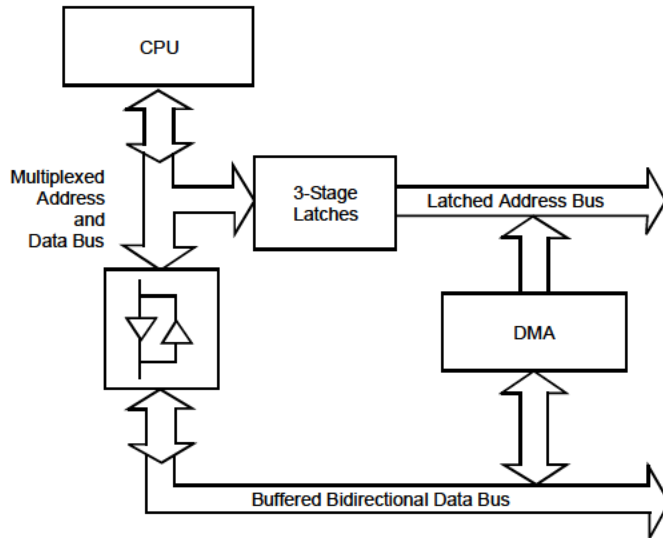 CPU
Multiplexed
Address
and
Data Bus
3-Stage
Latches
Latched Address Bus
DMA
Buffered Bidirectional Data Bus